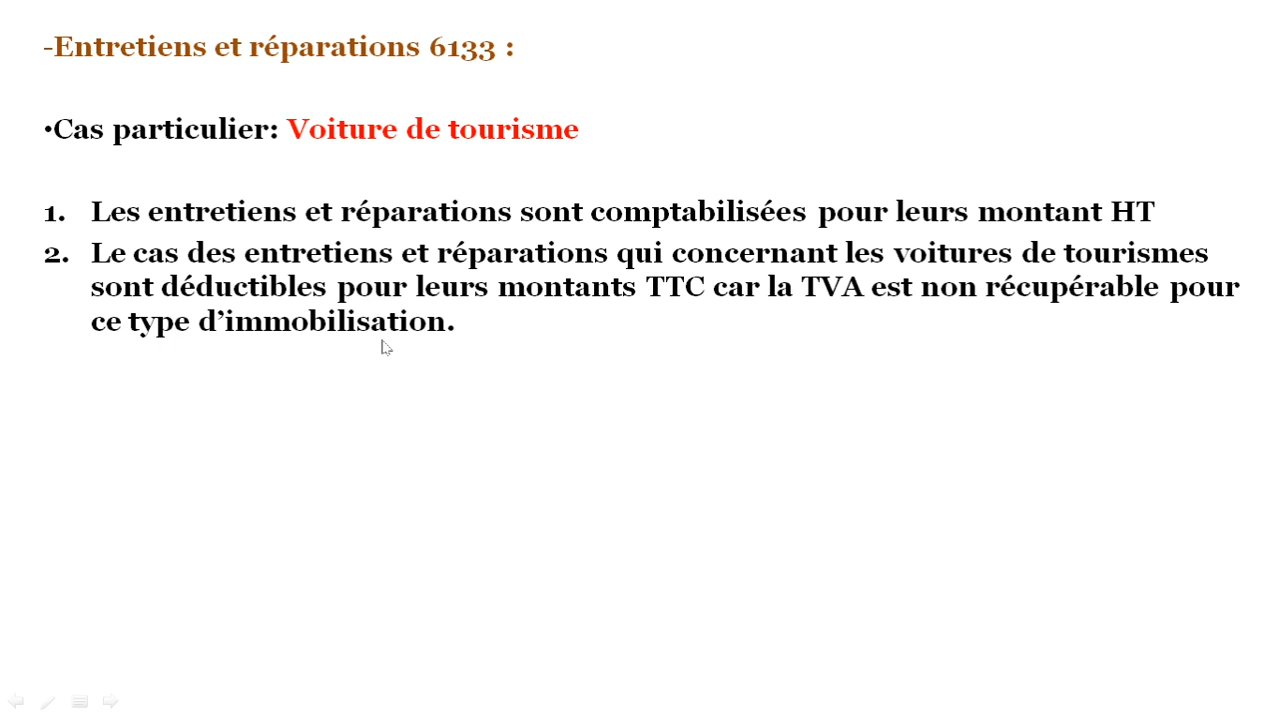 -Entretiens et réparations 6133 :
•Cas particulier: Voiture de tourisme
1. Les entretiens et réparations sont comptabilisées pour leurs montant HT
2. Le cas des entretiens et réparations qui concernant les voitures de tourismes
sont déductibles pour leurs montants TTC car la TVA est non récupérable pour
ce type d’immobilisation.